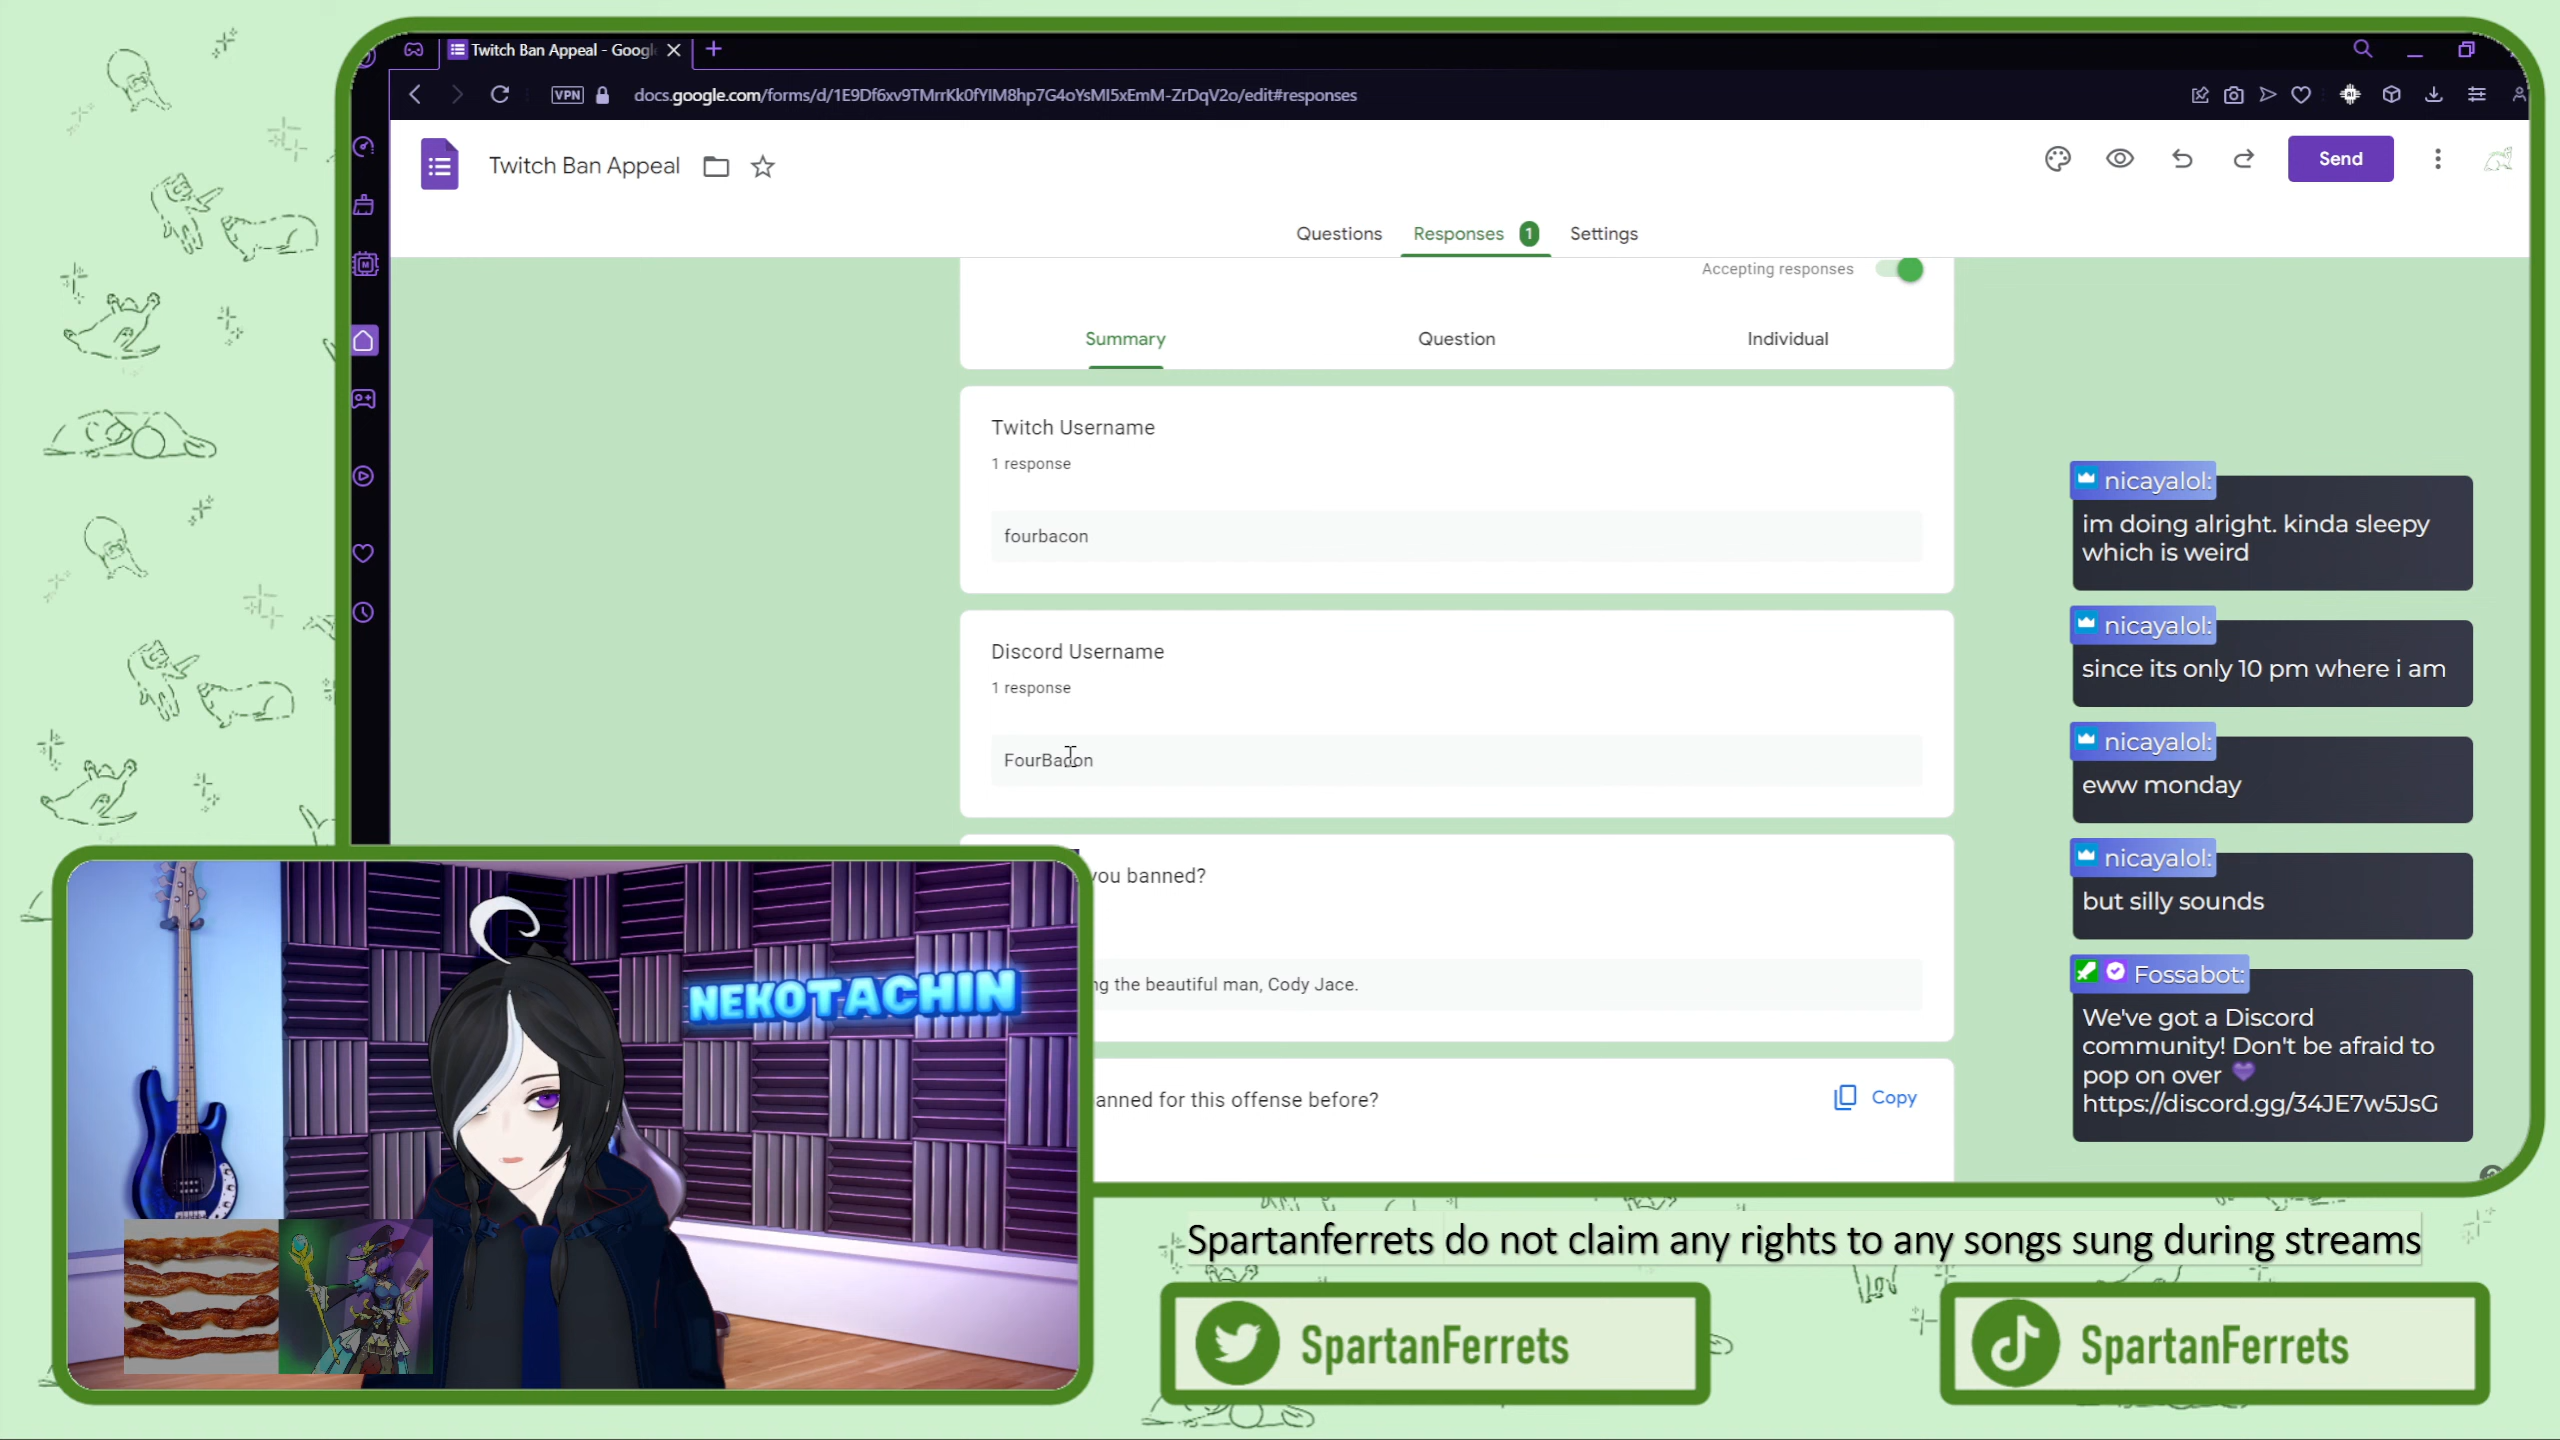 Twitch Ban Appeal - Googl
VPN
docs.google.com/forms/d/1E9Df6xv9TMrrKk0fYIM8hp7G4oYsMI5xEmM-ZrDqV2o/edit#responses
Twitch Ban Appeal
Send
Questions
Responses 1
Settings
Accepting responses
Summary
Question
Individual
Twitch Username
1 response
fourbacon
Discord Username
1 response
FourBacon
you banned?
the beautiful man, Cody Jace.
for this offense before?
Copy
nicayalol:
im doing alright. kinda sleepy
which is weird
nicayalol:
since its only 10 pm where i am
nicayalol:
eww monday
nicayalol:
but silly sounds
Fossabot:
We've got a Discord
community! Don't be afraid to
pop on over
https://discord.gg/34JE7w5JsG
NEKOTACHIN
Spartanferrets do not claim any rights to any songs sung during streams
SpartanFerrets
SpartanFerrets